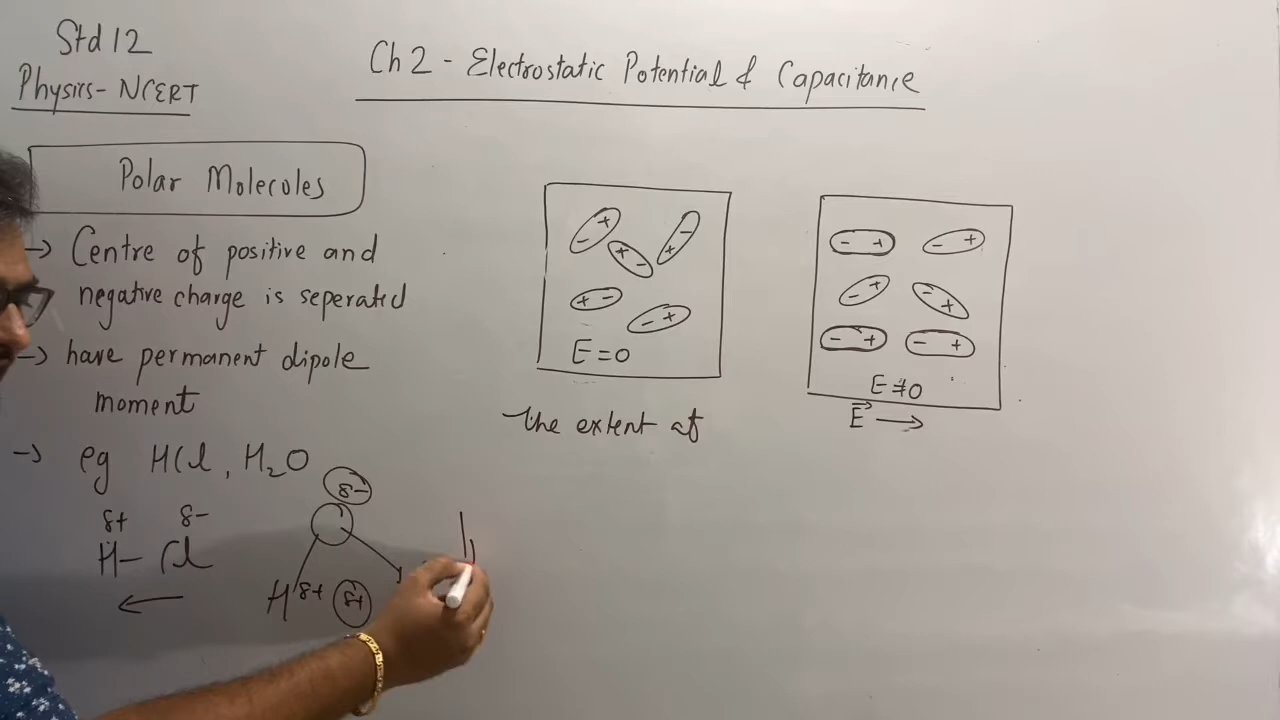 Std 12
Physics - NCERT
Ch 2 - Electrostatic Potential & Capacitance
Polar Molecoles
→ Centre of positive and
negative charge is seperated
→ have permanent dipole
moment
→ eg HCl, H₂O
δ+ δ-
H - Cl
←
δ-
H δ+ δ+
- +
+ -
- +
+ -
- +
E = 0
the extent of
- + - +
- + - +
- + - +
E ≠ 0
E⃗ →